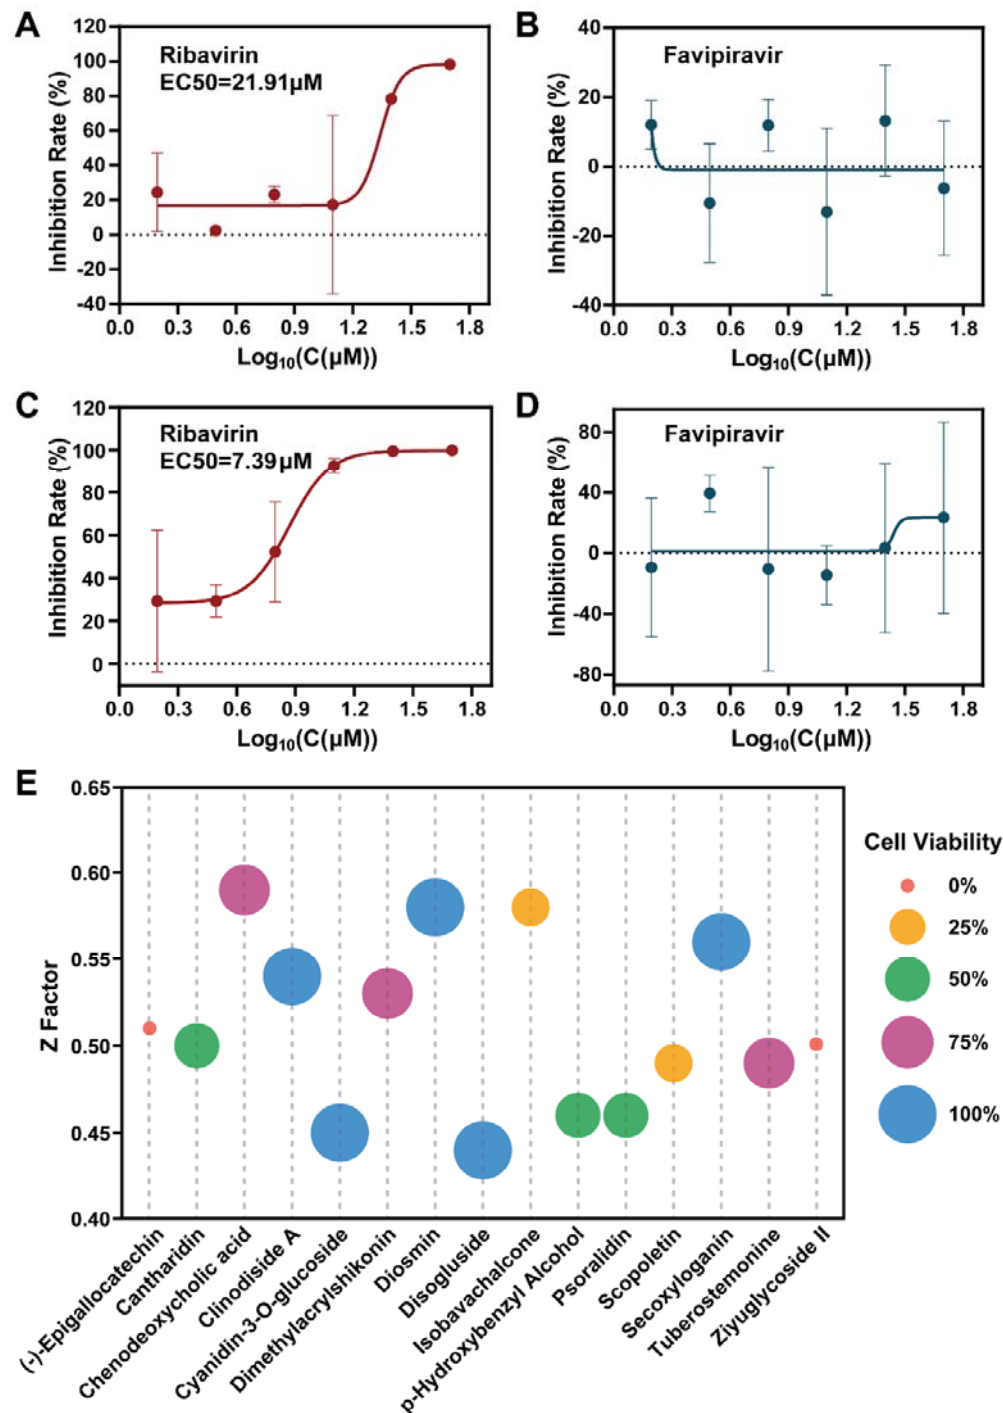 A
Ribavirin
EC50=21.91μM
Inhibition Rate (%)
120
100
80
60
40
20
0
-20
-40
0.0 0.3 0.6 0.9 1.2 1.5 1.8
Log10(C(μM))
B
Favipiravir
Inhibition Rate (%)
40
20
0
-20
-40
0.0 0.3 0.6 0.9 1.2 1.5 1.8
Log10(C(μM))
C
Ribavirin
EC50=7.39μM
Inhibition Rate (%)
120
100
80
60
40
20
0
0.0 0.3 0.6 0.9 1.2 1.5 1.8
Log10(C(μM))
D
Favipiravir
Inhibition Rate (%)
80
40
0
-40
-80
0.0 0.3 0.6 0.9 1.2 1.5 1.8
Log10(C(μM))
E
Z Factor
0.65
0.60
0.55
0.50
0.45
0.40
(-)-Epigallocatechin
Cantharidin
Chenodeoxycholic acid
Clinodiside A
Cyanidin-3-O-glucoside
Dimethylacrylshikonin
Diosmin
Disogluside
Isobavachalcone
p-Hydroxybenzyl Alcohol
Psoralidin
Scopoletin
Secoxyloganin
Tuberostemonine
Ziyuglycoside II
Cell Viability
0%
25%
50%
75%
100%